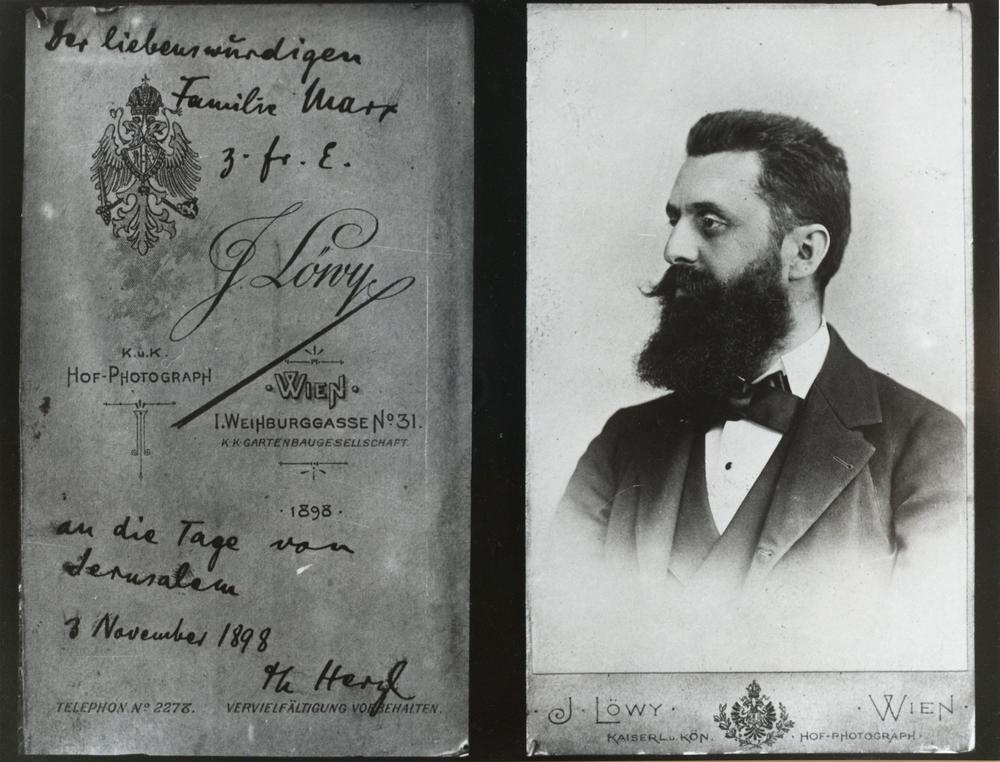 Der liebenswürdigen
Familie Marx
z. fr. E.
J. Löwy
K.u.K.
HOF-PHOTOGRAPH
·WIEN·
I. WEIHBURGGASSE No 31.
K.K. GARTENBAUGESELLSCHAFT.
·1898·
an die Tage von
Jerusalem
3 November 1898
Th Herzl
TELEPHON No 2278.
VERVIELFÄLTIGUNG VORBEHALTEN.
J. LÖWY·
·WIEN·
KAISERL.u.KÖN.
HOF-PHOTOGRAPH·